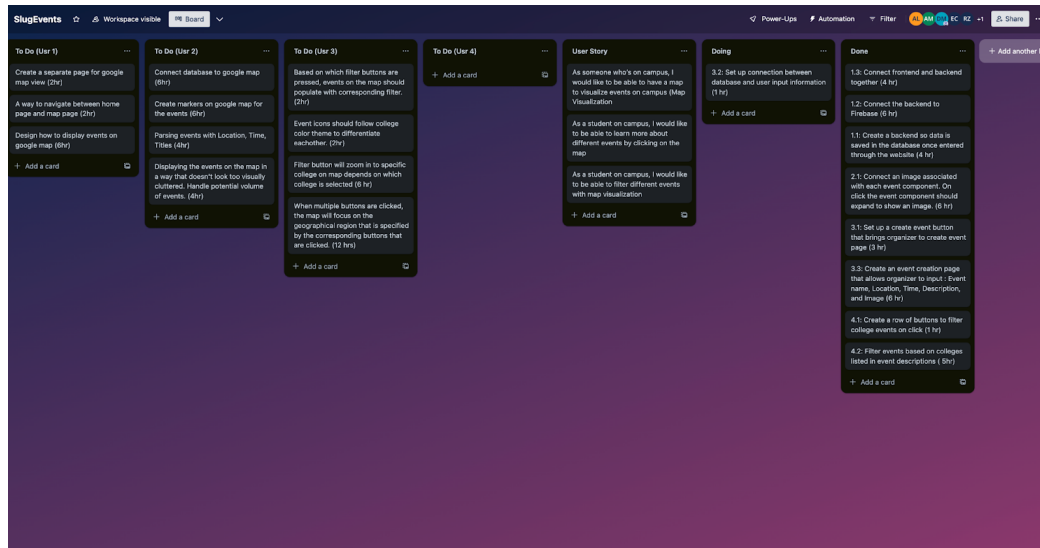 SlugEvents
Workspace visible
Board
Power-Ups
Automation
Filter
AL AM EC RZ +1
Share
To Do (Usr 1)
Create a separate page for google
map view (2hr)
A way to navigate between home
page and map page (2hr)
Design how to display events on
google map (6hr)
+ Add a card
To Do (Usr 2)
Connect database to google map
(6hr)
Create markers on google map for
the events (6hr)
Parsing events with Location, Time,
Titles (4hr)
Displaying the events on the map in
a way that doesn't look too visually
cluttered. Handle potential volume
of events. (4hr)
+ Add a card
To Do (Usr 3)
Based on which filter buttons are
pressed, events on the map should
populate with corresponding filter.
(2hr)
Event icons should follow college
color theme to differentiate
eachother. (2hr)
Filter button will zoom in to specific
college on map depends on which
college is selected (6 hr)
When multiple buttons are clicked,
the map will focus on the
geographical region that is specified
by the corresponding buttons that
are clicked. (12 hrs)
+ Add a card
To Do (Usr 4)
+ Add a card
User Story
As someone who's on campus, I
would like to be able to have a map
to visualize events on campus (Map
Visualization
As a student on campus, I would like
to be able to learn more about
different events by clicking on the
map
As a student on campus, I would like
to be able to filter different events
with map visualization
+ Add a card
Doing
3.2: Set up connection between
database and user input information
(1 hr)
+ Add a card
Done
1.3: Connect frontend and backend
together (4 hr)
1.2: Connect the backend to
Firebase (6 hr)
1.1: Create a backend so data is
saved in the database once entered
through the website (4 hr)
2.1: Connect an image associated
with each event component. On
click the event component should
expand to show an image. (6 hr)
3.1: Set up a create event button
that brings organizer to create event
page (3 hr)
3.3: Create an event creation page
that allows organizer to input : Event
name, Location, Time, Description,
and Image (6 hr)
4.1: Create a row of buttons to filter
college events on click (1 hr)
4.2: Filter events based on colleges
listed in event descriptions ( 5hr)
+ Add a card
+ Add another